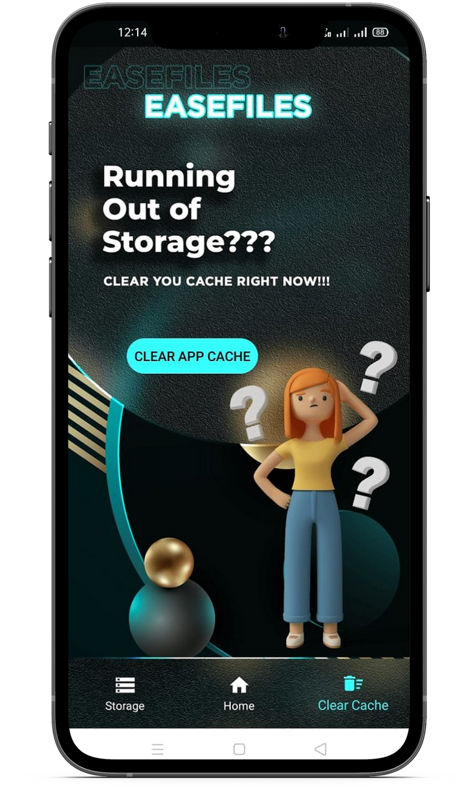 12:14
88
EASEFILES
EASEFILES
Running
Out of
Storage???
CLEAR YOU CACHE RIGHT NOW!!!
CLEAR APP CACHE
?
?
?
Storage
Home
Clear Cache